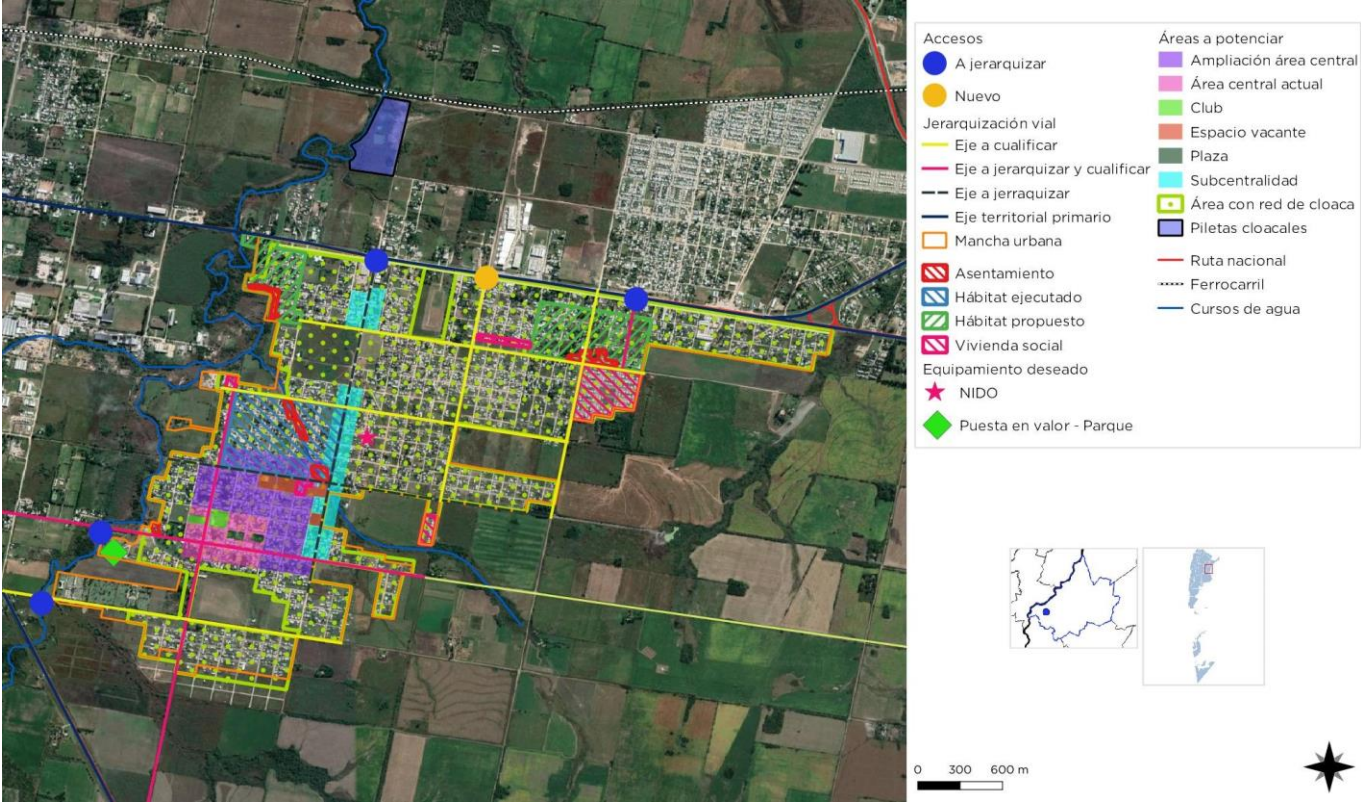 Accesos
A jerarquizar
Nuevo
Jerarquización vial
Eje a cualificar
Eje a jerarquizar y cualificar
Eje a jerraquizar
Eje territorial primario
Mancha urbana
Asentamiento
Hábitat ejecutado
Hábitat propuesto
Vivienda social
Equipamiento deseado
NIDO
Puesta en valor - Parque
Áreas a potenciar
Ampliación área central
Área central actual
Club
Espacio vacante
Plaza
Subcentralidad
Área con red de cloaca
Piletas cloacales
Ruta nacional
Ferrocarril
Cursos de agua
0 300 600 m